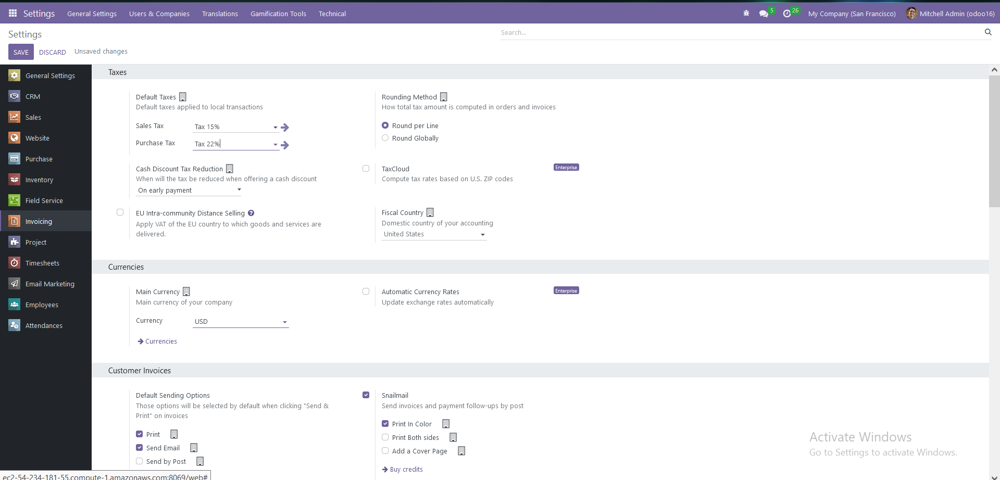 Settings General Settings Users & Companies Translations Gamification Tools Technical 5 26 My Company (San Francisco) Mitchell Admin (odoo16)
Settings
Search...
SAVE DISCARD Unsaved changes
General Settings
CRM
Sales
Website
Purchase
Inventory
Field Service
Invoicing
Project
Timesheets
Email Marketing
Employees
Attendances
Taxes
Default Taxes
Default taxes applied to local transactions
Sales Tax Tax 15%
Purchase Tax Tax 22%
Rounding Method
How total tax amount is computed in orders and invoices
Round per Line
Round Globally
Cash Discount Tax Reduction
When will the tax be reduced when offering a cash discount
On early payment
TaxCloud Enterprise
Compute tax rates based on U.S. ZIP codes
EU Intra-community Distance Selling ?
Apply VAT of the EU country to which goods and services are
delivered.
Fiscal Country
Domestic country of your accounting
United States
Currencies
Main Currency
Main currency of your company
Currency USD
Currencies
Automatic Currency Rates Enterprise
Update exchange rates automatically
Customer Invoices
Default Sending Options
Those options will be selected by default when clicking "Send &
Print" on invoices
Print
Send Email
Send by Post
Snailmail
Send invoices and payment follow-ups by post
Print In Color
Print Both sides
Add a Cover Page
Buy credits
Activate Windows
Go to Settings to activate Windows.
ec2-54-234-181-55.compute-1.amazonaws.com:8069/web#